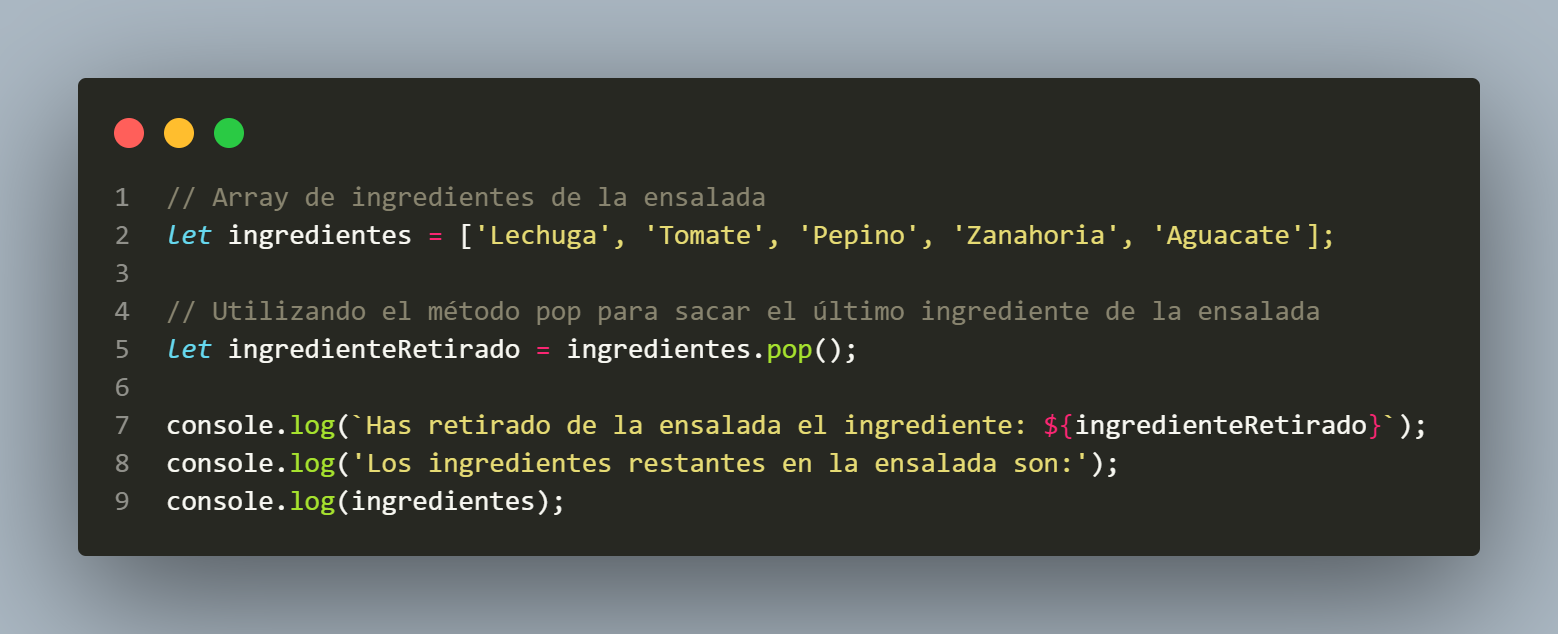 1 // Array de ingredientes de la ensalada
2 let ingredientes = ['Lechuga', 'Tomate', 'Pepino', 'Zanahoria', 'Aguacate'];
3
4 // Utilizando el método pop para sacar el último ingrediente de la ensalada
5 let ingredienteRetirado = ingredientes.pop();
6
7 console.log(`Has retirado de la ensalada el ingrediente: ${ingredienteRetirado}`);
8 console.log('Los ingredientes restantes en la ensalada son:');
9 console.log(ingredientes);